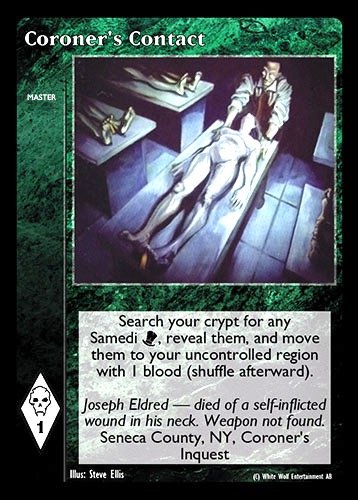 Coroner's Contact
MASTER
Search your crypt for any
Samedi , reveal them, and move
them to your uncontrolled region
with 1 blood (shuffle afterward).
Joseph Eldred — died of a self-inflicted
wound in his neck. Weapon not found.
Seneca County, NY, Coroner's
Inquest
1
Illus: Steve Ellis
(C) White Wolf Entertainment AB